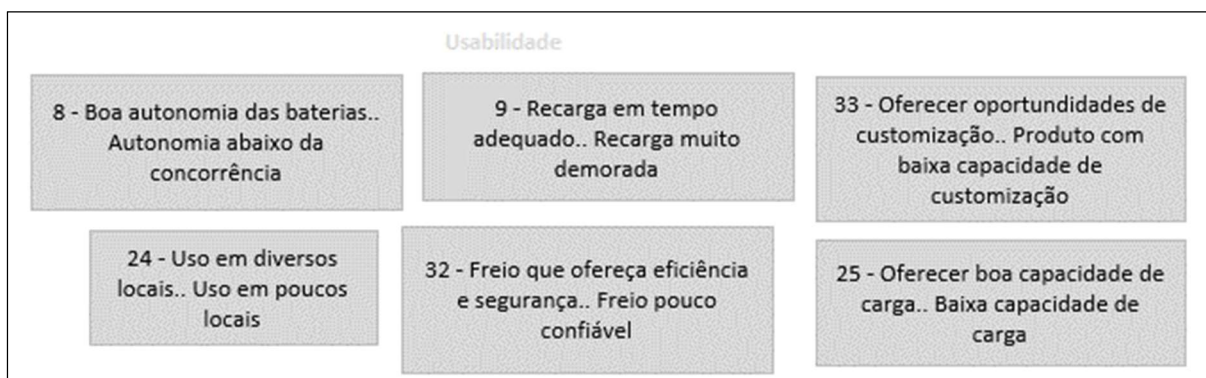 Usabilidade
8 - Boa autonomia das baterias..
Autonomia abaixo da
concorrência
9 - Recarga em tempo
adequado.. Recarga muito
demorada
33 - Oferecer oportundidades de
customização.. Produto com
baixa capacidade de
customização
24 - Uso em diversos
locais.. Uso em poucos
locais
32 - Freio que ofereça eficiência
e segurança.. Freio pouco
confiável
25 - Oferecer boa capacidade de
carga.. Baixa capacidade de
carga